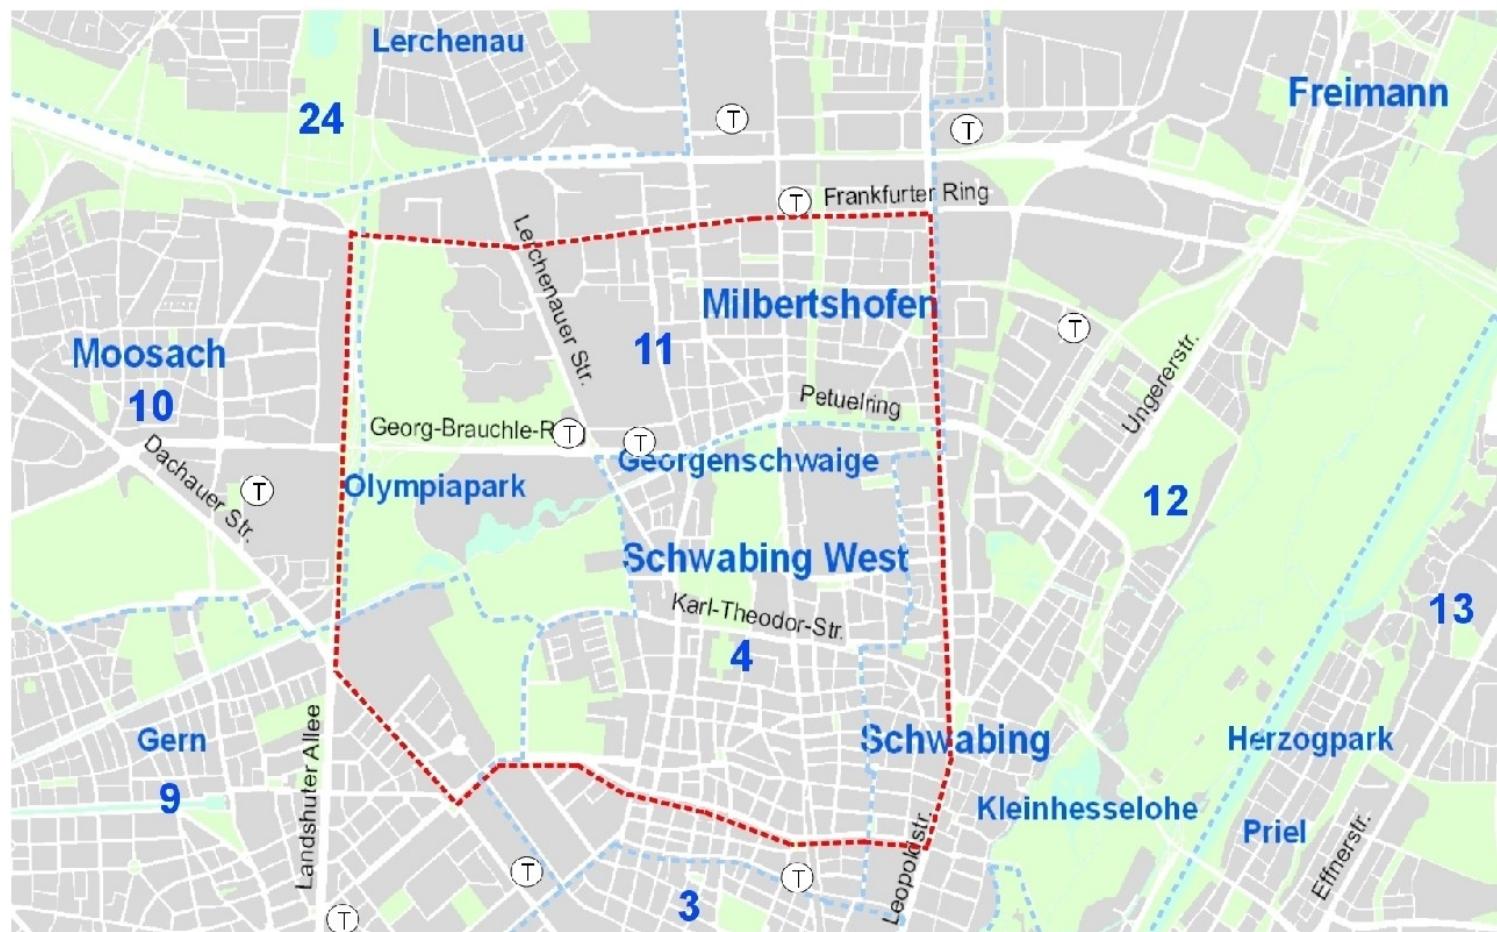 Lerchenau
Freimann
24
T
T
T
Frankfurter Ring
Lerchenauer Str.
Milbertshofen
Moosach
11
T
10
Ungererstr.
Petuelring
Georg-Brauchle-R
T
T
Dachauer Str.
Georgenschwaige
T
Olympiapark
12
Schwabing West
Karl-Theodor-Str.
13
4
Gern
Schwabing
Herzogpark
Landshuter Allee
9
Kleinhesselohe
Priel
Leopoldstr.
Effnerstr.
T
T
3
T